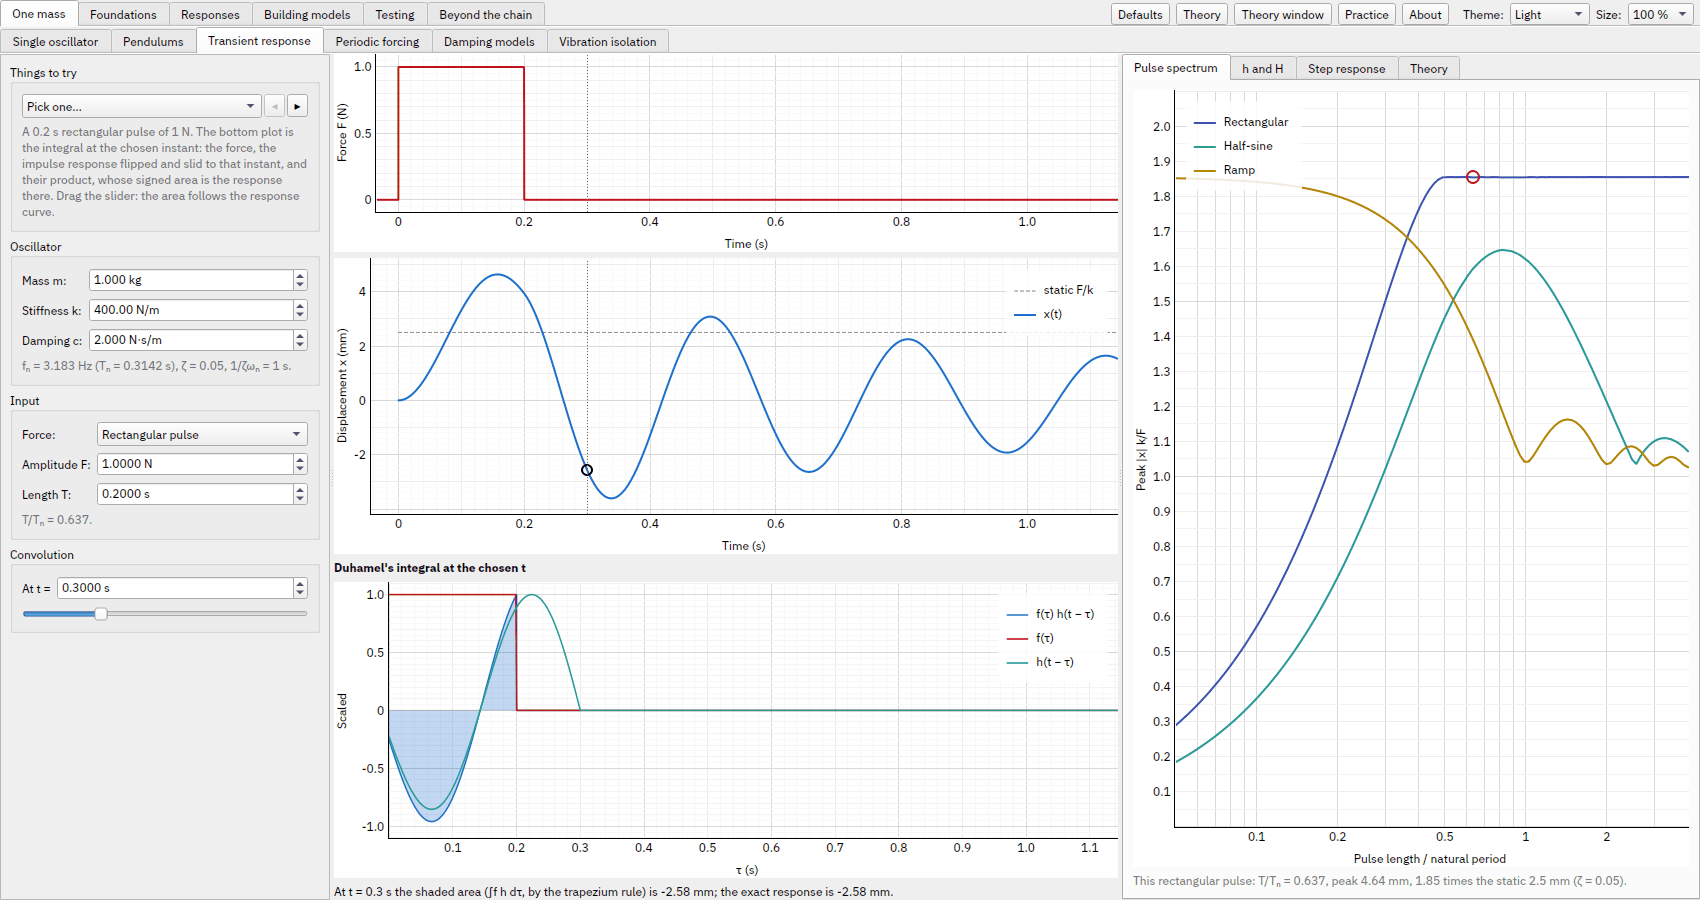 One mass Foundations Responses Building models Testing Beyond the chain Defaults Theory Theory window Practice About Theme: Light Size: 100 %
Single oscillator Pendulums Transient response Periodic forcing Damping models Vibration isolation
Things to try
Pick one...
A 0.2 s rectangular pulse of 1 N. The bottom plot is
the integral at the chosen instant: the force, the
impulse response flipped and slid to that instant, and
their product, whose signed area is the response
there. Drag the slider: the area follows the response
curve.
Oscillator
Mass m: 1.000 kg
Stiffness k: 400.00 N/m
Damping c: 2.000 N·s/m
fₙ = 3.183 Hz (Tₙ = 0.3142 s), ζ = 0.05, 1/ζωₙ = 1 s.
Input
Force: Rectangular pulse
Amplitude F: 1.0000 N
Length T: 0.2000 s
T/Tₙ = 0.637.
Convolution
At t = 0.3000 s
Force F (N)
1.0
0.5
0
0 0.2 0.4 0.6 0.8 1.0
Time (s)
Displacement x (mm)
4
2
0
-2
static F/k
x(t)
0 0.2 0.4 0.6 0.8 1.0
Time (s)
Duhamel's integral at the chosen t
Scaled
1.0
0.5
0
-0.5
-1.0
f(τ) h(t − τ)
f(τ)
h(t − τ)
0.1 0.2 0.3 0.4 0.5 0.6 0.7 0.8 0.9 1.0 1.1
τ (s)
At t = 0.3 s the shaded area (∫f h dτ, by the trapezium rule) is -2.58 mm; the exact response is -2.58 mm.
Pulse spectrum h and H Step response Theory
Peak |x| k/F
2.0
1.9
1.8
1.7
1.6
1.5
1.4
1.3
1.2
1.1
1.0
0.9
0.8
0.7
0.6
0.5
0.4
0.3
0.2
0.1
Rectangular
Half-sine
Ramp
0.1 0.2 0.5 1 2
Pulse length / natural period
This rectangular pulse: T/Tₙ = 0.637, peak 4.64 mm, 1.85 times the static 2.5 mm (ζ = 0.05).